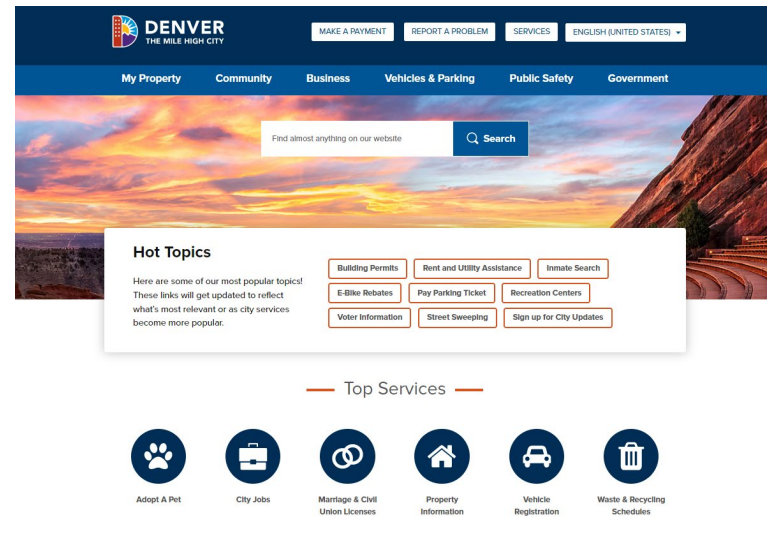 DENVER
THE MILE HIGH CITY
MAKE A PAYMENT
REPORT A PROBLEM
SERVICES
ENGLISH (UNITED STATES)
My Property
Community
Business
Vehicles & Parking
Public Safety
Government
Find almost anything on our website
Search
Hot Topics
Here are some of our most popular topics!
These links will get updated to reflect
what's most relevant or as city services
become more popular.
Building Permits
Rent and Utility Assistance
Inmate Search
E-Bike Rebates
Pay Parking Ticket
Recreation Centers
Voter Information
Street Sweeping
Sign up for City Updates
Top Services
Adopt A Pet
City Jobs
Marriage & Civil
Union Licenses
Property
Information
Vehicle
Registration
Waste & Recycling
Schedules